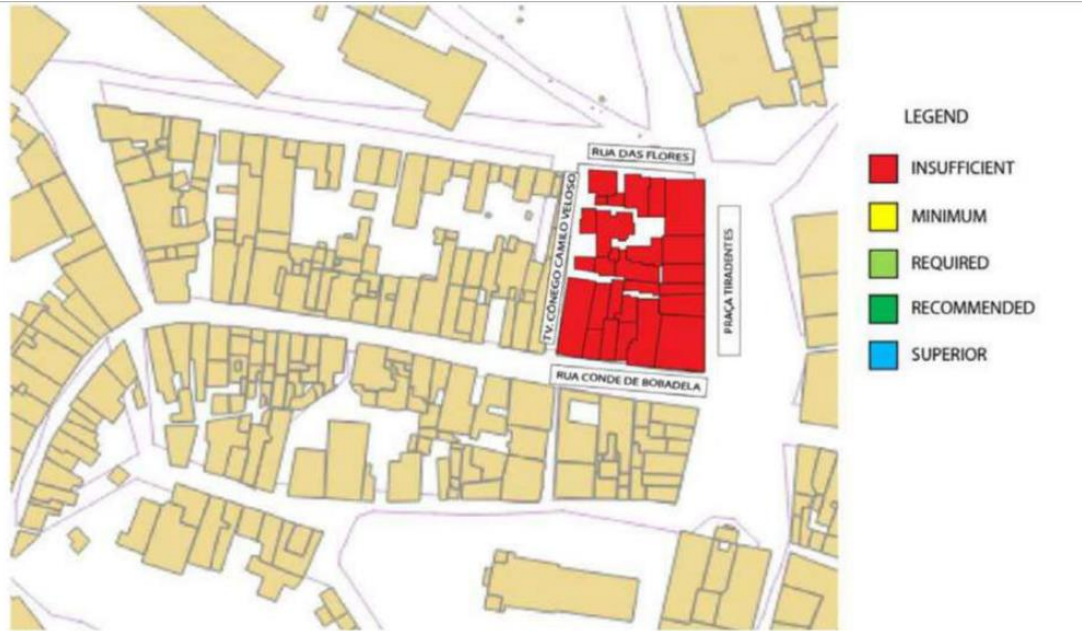 RUA DAS FLORES
TV. CÔNEGO CAMILO VELOSO
PRAÇA TIRADENTES
RUA CONDE DE BOBADELA
LEGEND
INSUFFICIENT
MINIMUM
REQUIRED
RECOMMENDED
SUPERIOR